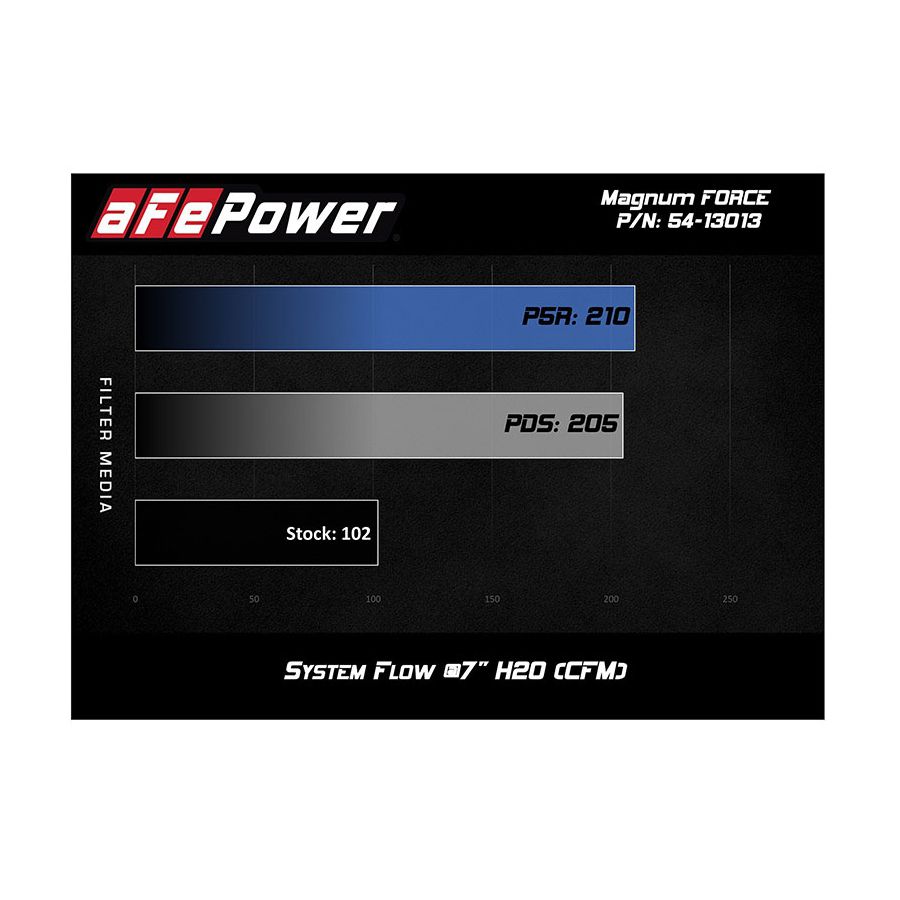 aFePower
Magnum FORCE
P/N: 54-13013
P5R: 210
PDS: 205
Stock: 102
FILTER MEDIA
0 50 100 150 200 250
System Flow @7" H2O (CFM)